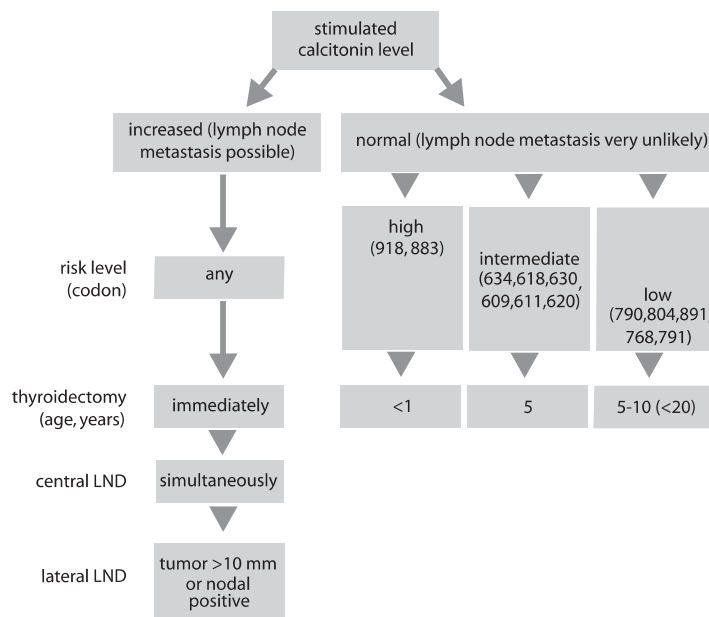 stimulated
calcitonin level
increased (lymph node
metastasis possible)
normal (lymph node metastasis very unlikely)
risk level
(codon)
any
high
(918, 883)
intermediate
(634,618,630,
609,611,620)
low
(790,804,891,
768,791)
thyroidectomy
(age, years)
immediately
<1
5
5-10 (<20)
central LND
simultaneously
lateral LND
tumor >10 mm
or nodal
positive